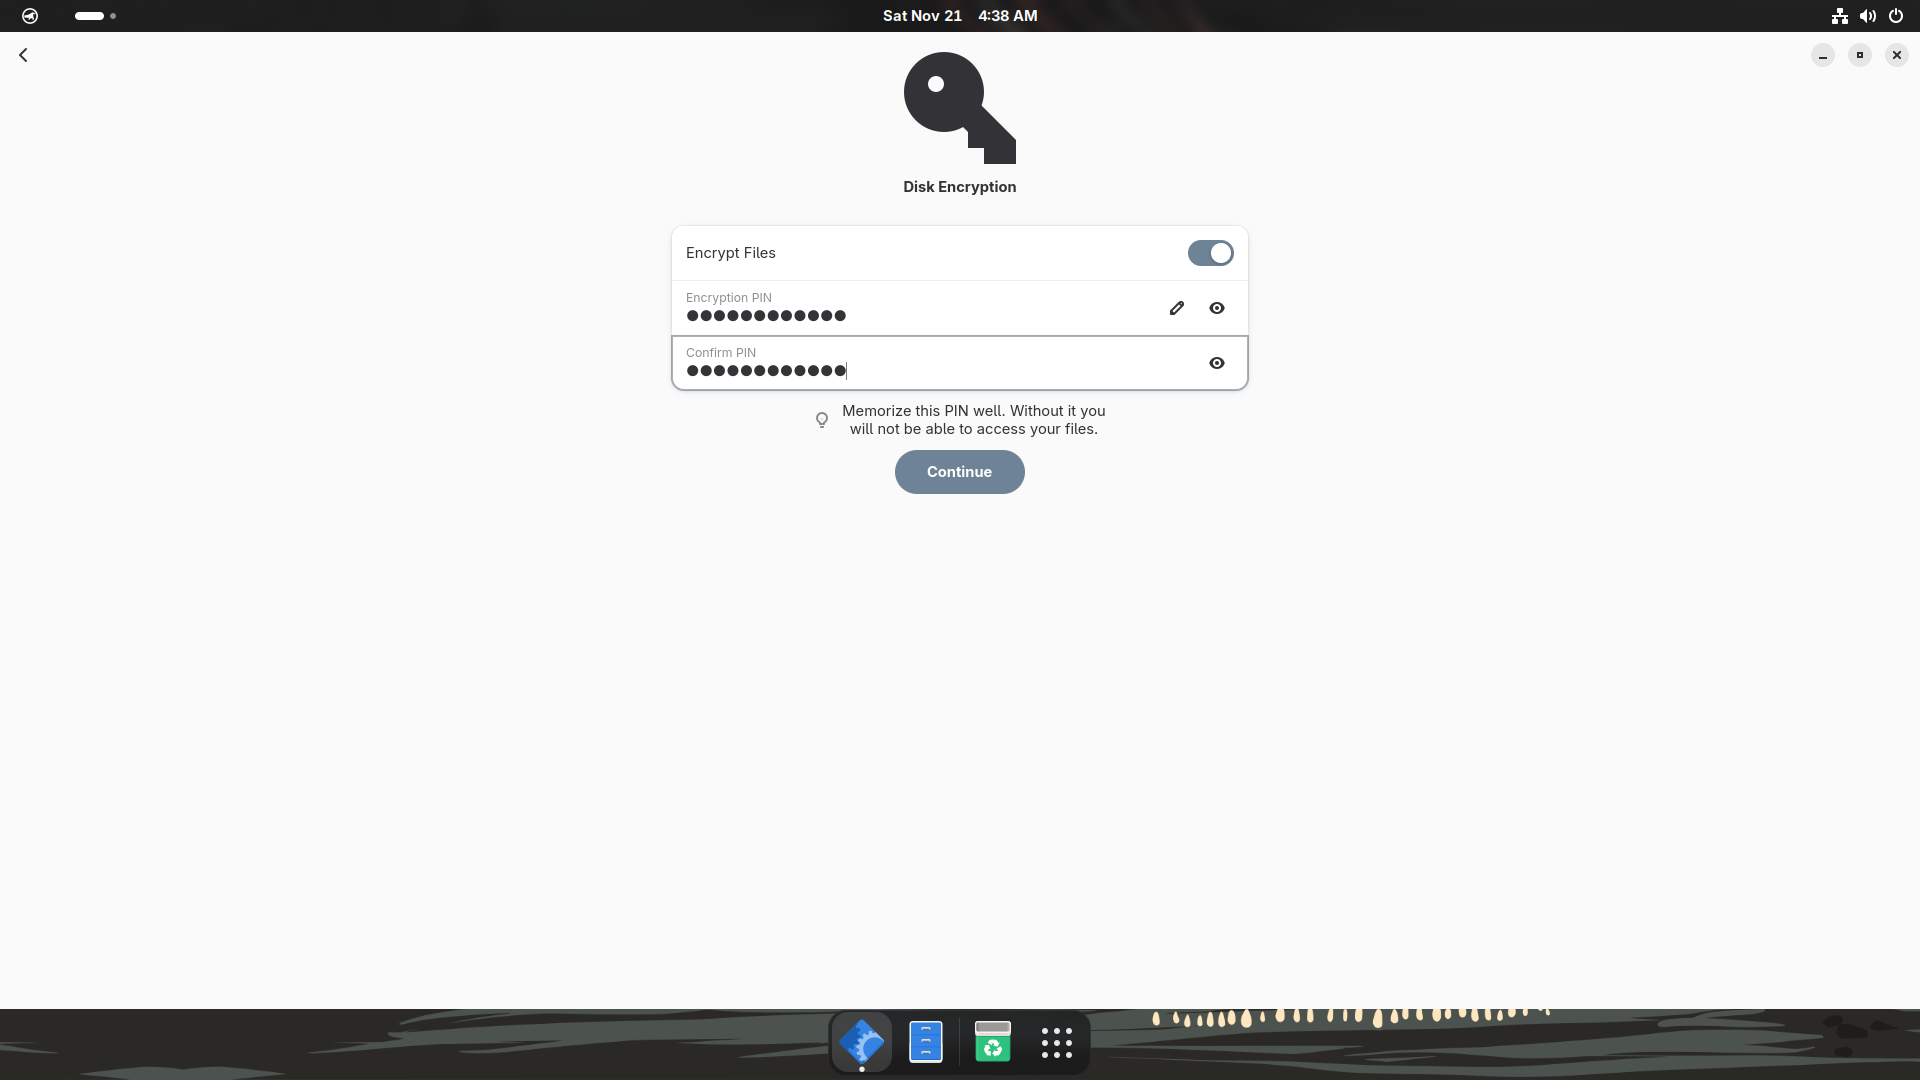 Sat Nov 21 4:38 AM
Disk Encryption
Encrypt Files
Encryption PIN
●●●●●●●●●●●●
Confirm PIN
●●●●●●●●●●●●
Memorize this PIN well. Without it you
will not be able to access your files.
Continue